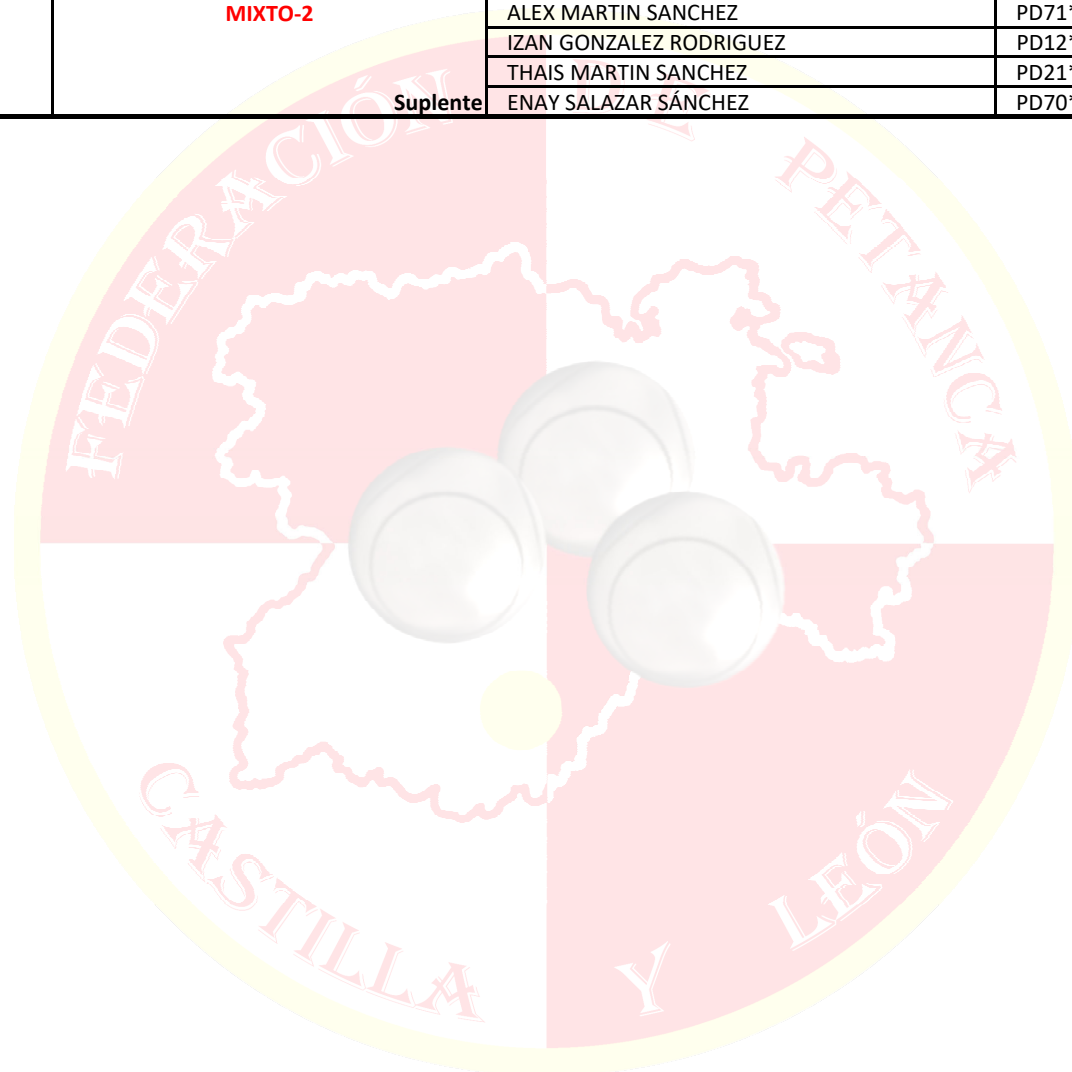 MIXTO-2 ALEX MARTIN SANCHEZ PD71*
IZAN GONZALEZ RODRIGUEZ PD12*
THAIS MARTIN SANCHEZ PD21*
Suplente ENAY SALAZAR SÁNCHEZ PD70*
FEDERACIÓN DE PETANCA
CASTILLA Y LEÓN